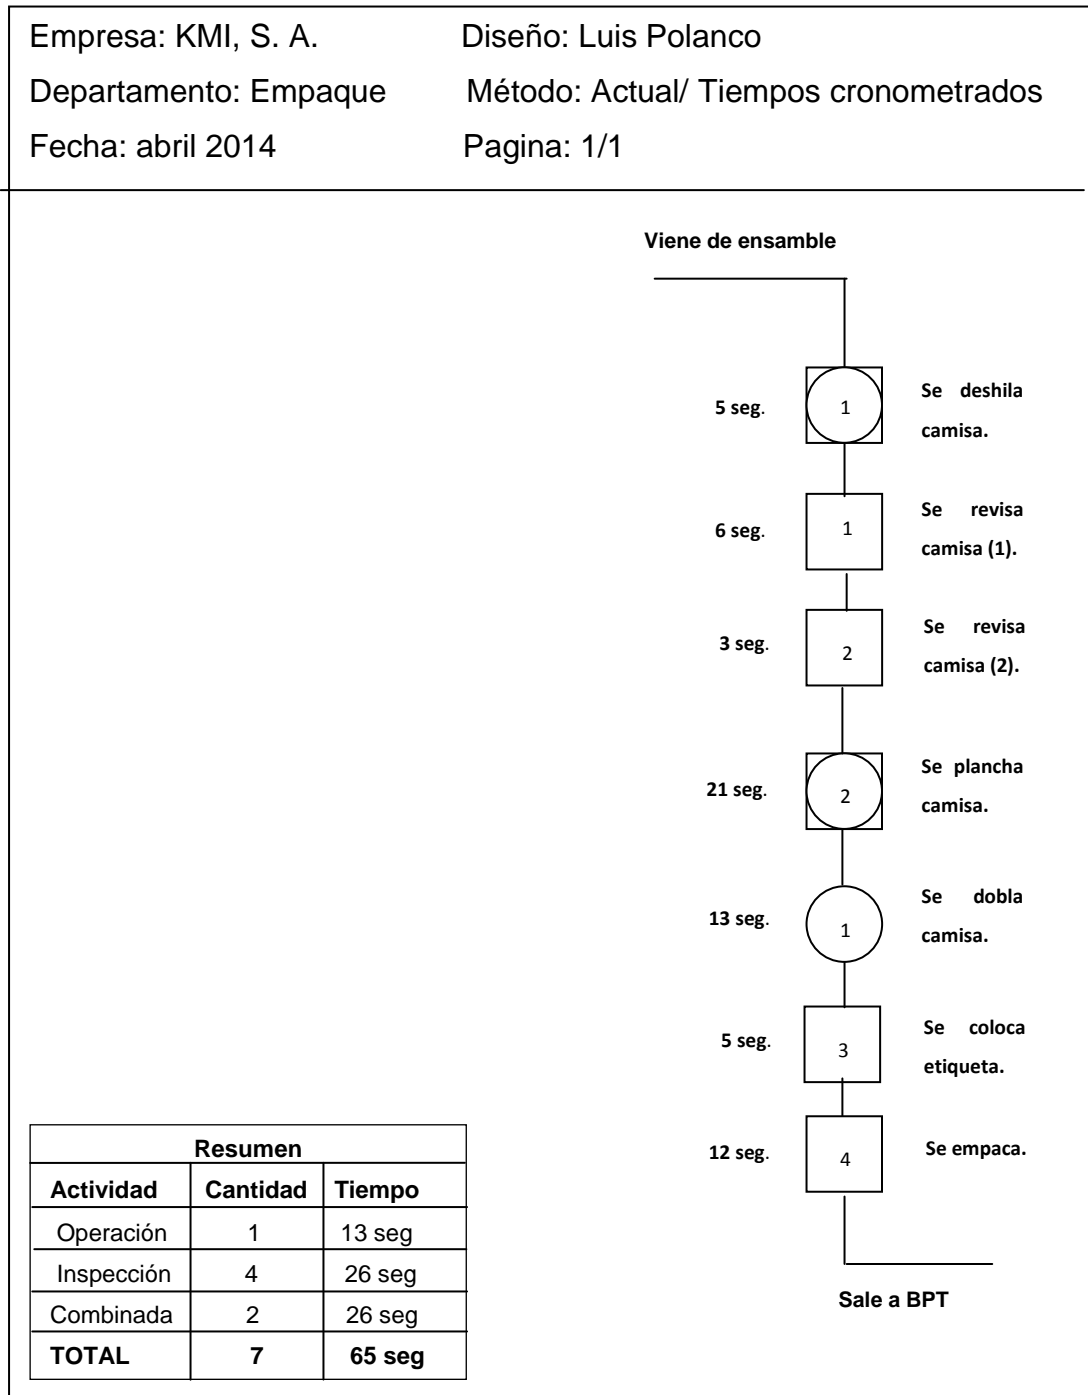 Empresa: KMI, S. A. Diseño: Luis Polanco
Departamento: Empaque Método: Actual/ Tiempos cronometrados
Fecha: abril 2014 Pagina: 1/1
Viene de ensamble
5 seg. 1 Se deshila
camisa.
6 seg. 1 Se revisa
camisa (1).
3 seg. 2 Se revisa
camisa (2).
21 seg. 2 Se plancha
camisa.
13 seg. 1 Se dobla
camisa.
5 seg. 3 Se coloca
etiqueta.
12 seg. 4 Se empaca.
Sale a BPT
Resumen
Actividad Cantidad Tiempo
Operación 1 13 seg
Inspección 4 26 seg
Combinada 2 26 seg
TOTAL 7 65 seg